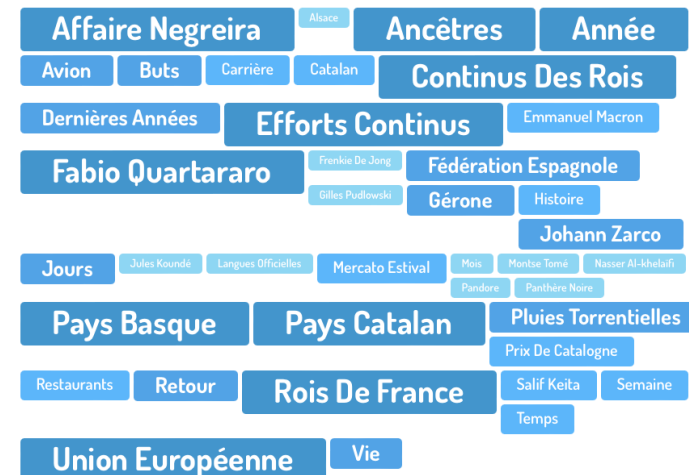 Affaire Negreira Alsace Ancêtres Année
Avion Buts Carrière Catalan Continus Des Rois
Dernières Années Efforts Continus Emmanuel Macron
Fabio Quartararo Frenkie De Jong Fédération Espagnole
Gilles Pudlowski Gérone Histoire
Johann Zarco
Jours Jules Koundé Langues Officielles Mercato Estival Mois Montse Tomé Nasser Al-khelaïfi
Pandore Panthère Noire
Pays Basque Pays Catalan Pluies Torrentielles
Prix De Catalogne
Restaurants Retour Rois De France Salif Keita Semaine
Temps
Union Européenne Vie